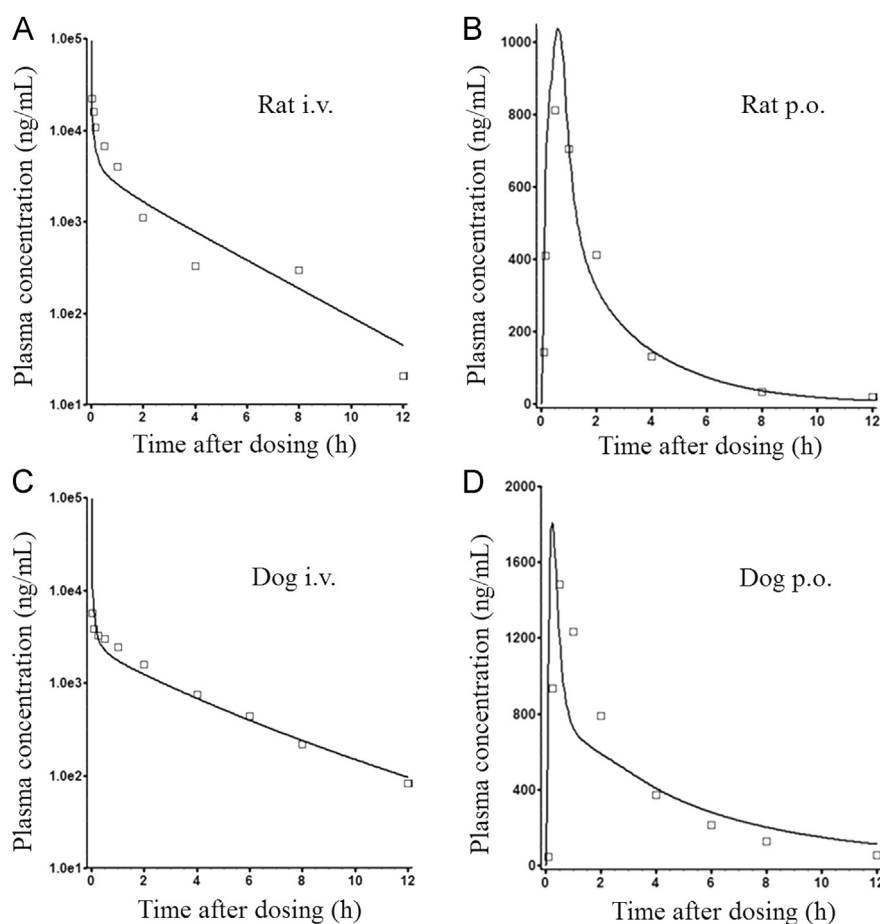 A
Plasma concentration (ng/mL)
1.0e5
1.0e4
1.0e3
1.0e2
1.0e1
Rat i.v.
0 2 4 6 8 10 12
Time after dosing (h)
B
Plasma concentration (ng/mL)
1000
800
600
400
200
0
Rat p.o.
0 2 4 6 8 10 12
Time after dosing (h)
C
Plasma concentration (ng/mL)
1.0e5
1.0e4
1.0e3
1.0e2
1.0e1
Dog i.v.
0 2 4 6 8 10 12
Time after dosing (h)
D
Plasma concentration (ng/mL)
2000
1600
1200
800
400
0
Dog p.o.
0 2 4 6 8 10 12
Time after dosing (h)